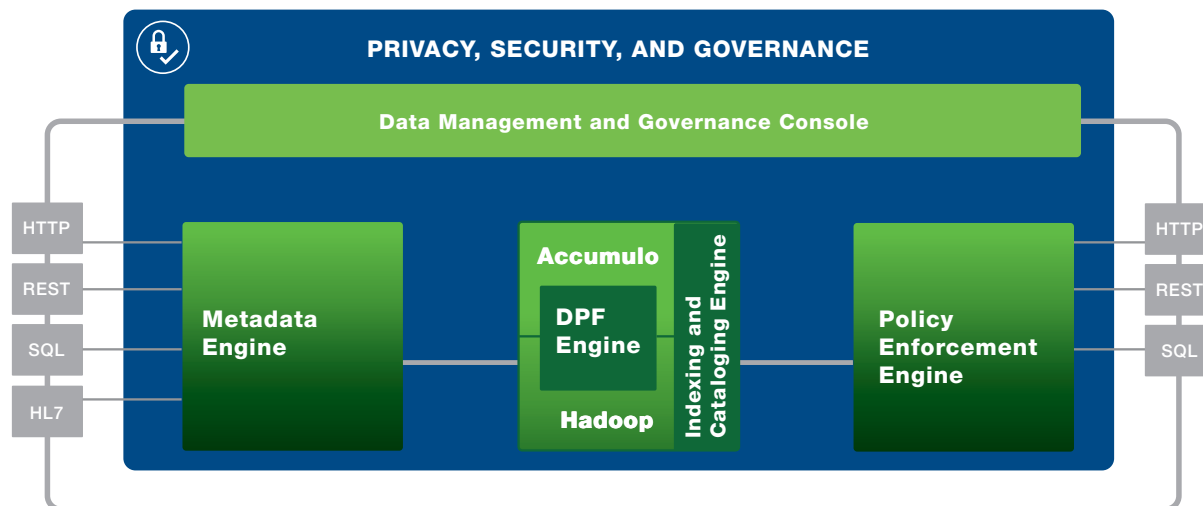 PRIVACY, SECURITY, AND GOVERNANCE
Data Management and Governance Console
HTTP
REST
SQL
HL7
Metadata
Engine
Accumulo
DPF
Engine
Hadoop
Indexing and
Cataloging Engine
Policy
Enforcement
Engine
HTTP
REST
SQL